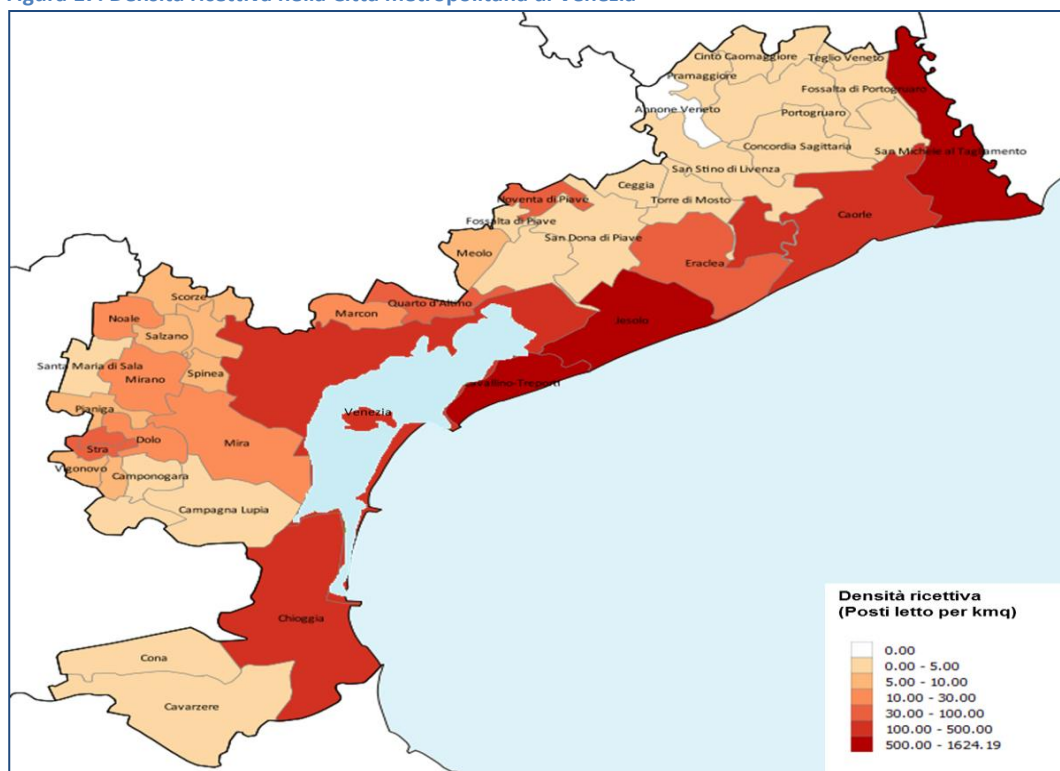 Figura 17: Densità ricettiva nella Città Metropolitana di Venezia
Cinto Caomaggiore
Teglio Veneto
Pramaggiore
Fossalta di Portogruaro
Annone Veneto
Portogruaro
Concordia Sagittaria
San Michele al Tagliamento
San Stino di Livenza
Ceggia
Noventa di Piave
Torre di Mosto
Fossalta di Piave
Caorle
San Dona di Piave
Meolo
Eraclea
Scorze
Quarto d'Altino
Marcon
Noale
Jesolo
Salzano
Santa Maria di Sala
Spinea
Mirano
Cavallino-Treporti
Pianiga
Venezia
Dolo
Mira
Stra
Vigonovo
Camponogara
Campagna Lupia
Chioggia
Cona
Cavarzere
Densità ricettiva
(Posti letto per kmq)
0.00
0.00 - 5.00
5.00 - 10.00
10.00 - 30.00
30.00 - 100.00
100.00 - 500.00
500.00 - 1624.19